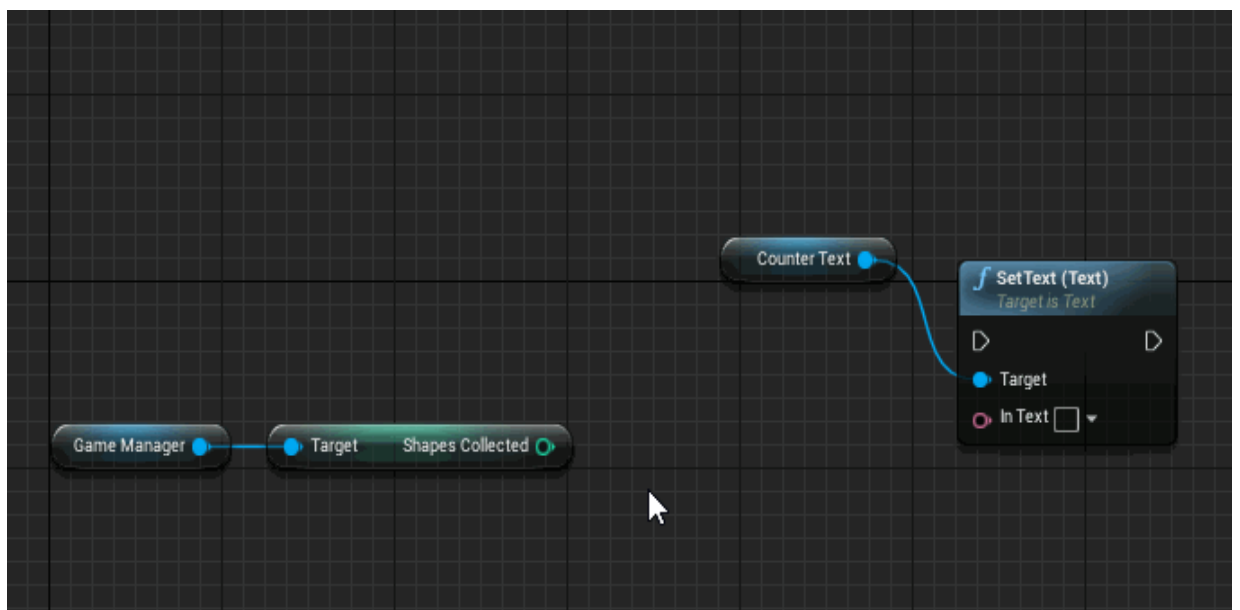 Counter Text
f SetText (Text)
Target is Text
Target
In Text
Game Manager
Target Shapes Collected